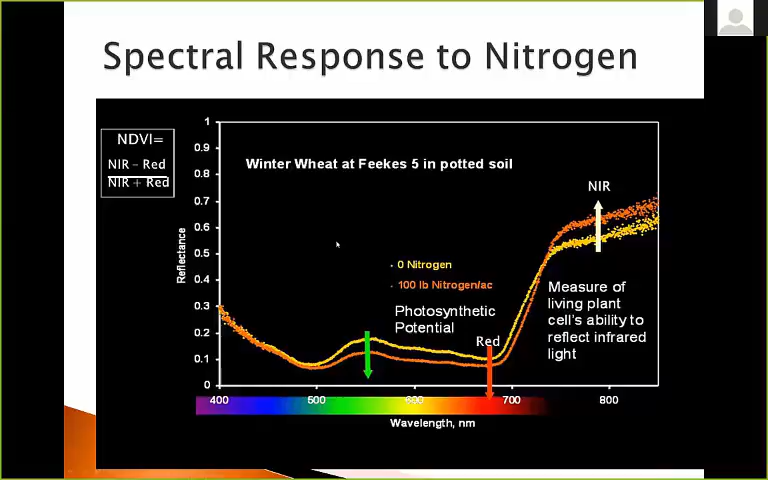 Spectral Response to Nitrogen
NDVI=
NIR – Red
NIR + Red
Winter Wheat at Feekes 5 in potted soil
1
0.9
0.8
0.7
0.6
0.5
0.4
0.3
0.2
0.1
0
Reflectance
0 Nitrogen
100 lb Nitrogen/ac
Photosynthetic
Potential
Red
NIR
Measure of
living plant
cell's ability to
reflect infrared
light
400 500 600 700 800
Wavelength, nm